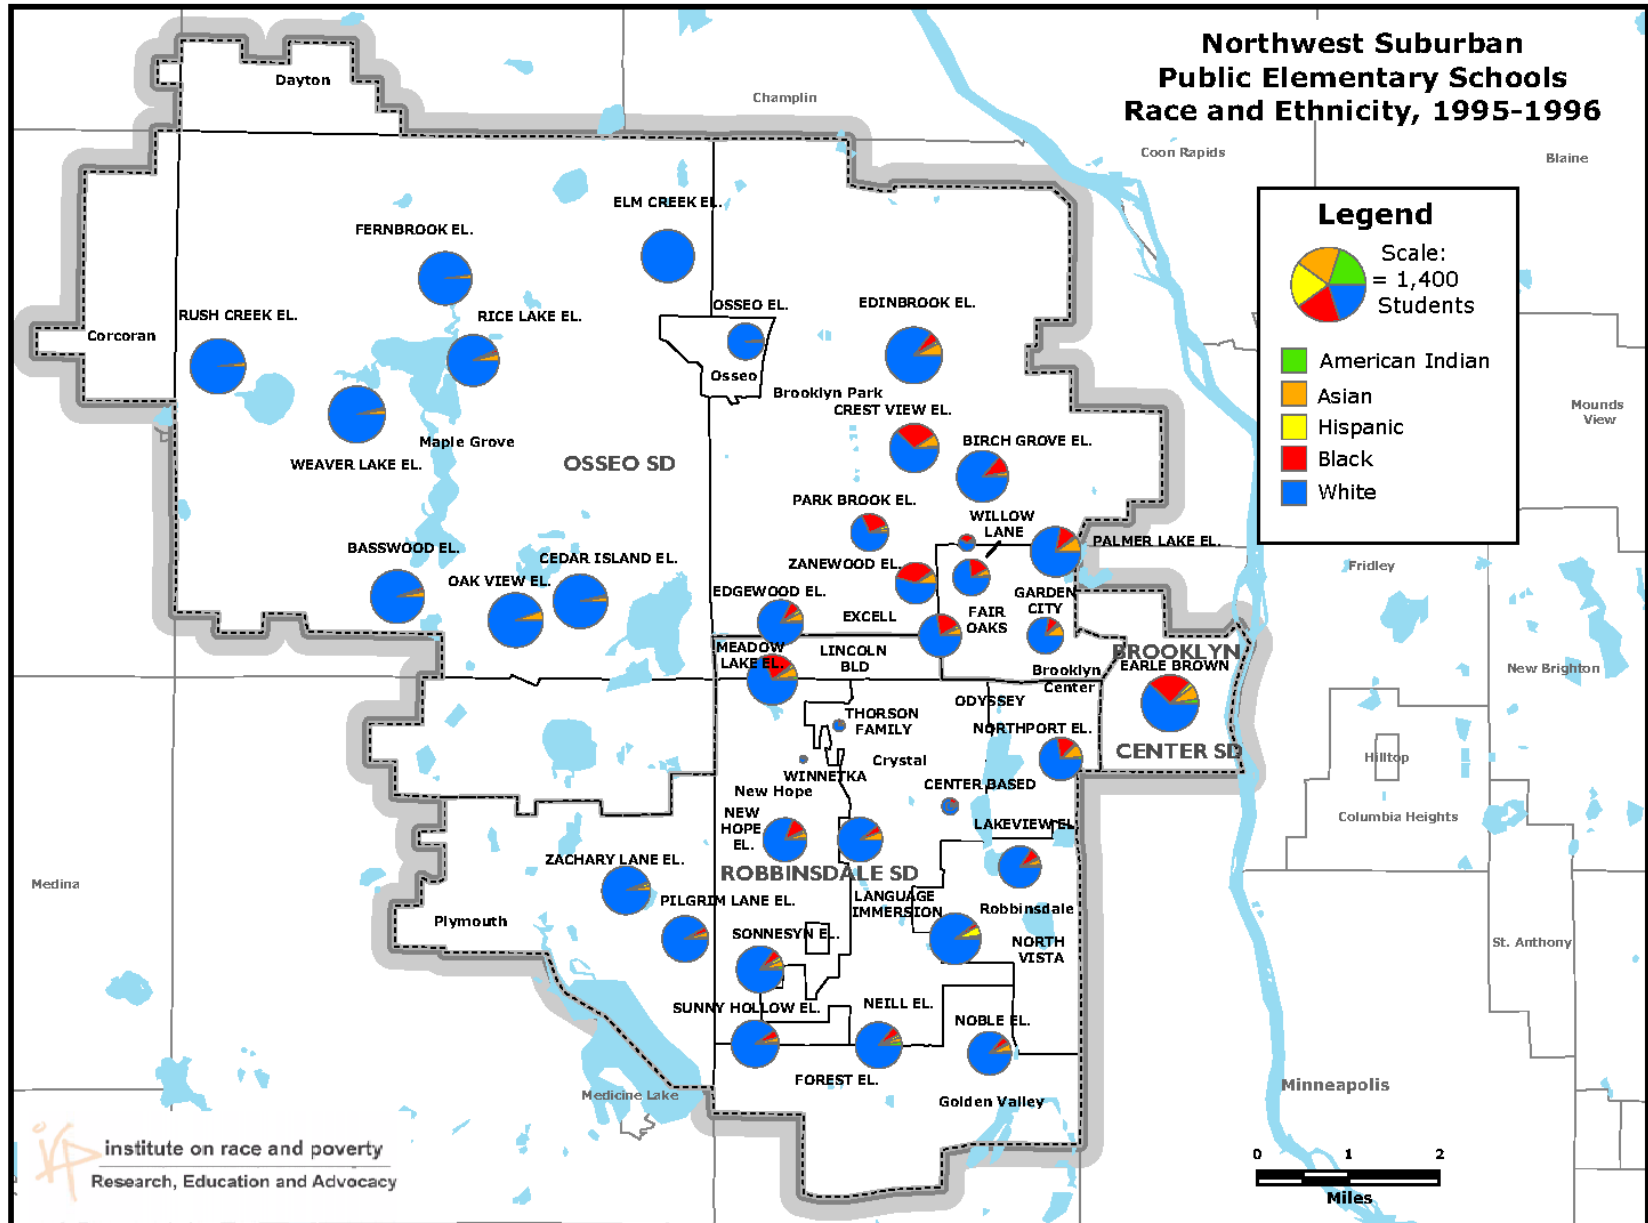 Northwest Suburban
Public Elementary Schools
Race and Ethnicity, 1995-1996
Dayton
Champlin
Coon Rapids
Blaine
Legend
Scale:
= 1,400
Students
American Indian
Asian
Hispanic
Black
White
ELM CREEK EL.
FERNBROOK EL.
RUSH CREEK EL.
RICE LAKE EL.
OSSEO EL.
EDINBROOK EL.
Corcoran
Osseo
Brooklyn Park
CREST VIEW EL.
Mounds
View
Maple Grove
BIRCH GROVE EL.
WEAVER LAKE EL.
OSSEO SD
PARK BROOK EL.
WILLOW
LANE
PALMER LAKE EL.
BASSWOOD EL.
CEDAR ISLAND EL.
ZANEWOOD EL.
Fridley
OAK VIEW EL.
EDGEWOOD EL.
GARDEN
CITY
EXCELL
FAIR
OAKS
MEADOW
LAKE EL.
LINCOLN
BLD
BROOKLYN
EARLE BROWN
Brooklyn
Center
New Brighton
ODYSSEY
THORSON
FAMILY
NORTHPORT EL.
CENTER SD
Crystal
Hilltop
WINNETKA
CENTER BASED
New Hope
NEW
HOPE
EL.
LAKEVIEW EL.
Columbia Heights
ZACHARY LANE EL.
ROBBINSDALE SD
Medina
PILGRIM LANE EL.
LANGUAGE
IMMERSION
Robbinsdale
Plymouth
SONNESYN EL.
NORTH
VISTA
St. Anthony
SUNNY HOLLOW EL.
NEILL EL.
NOBLE EL.
FOREST EL.
Minneapolis
Medicine Lake
Golden Valley
irp
institute on race and poverty
Research, Education and Advocacy
0 1 2
Miles